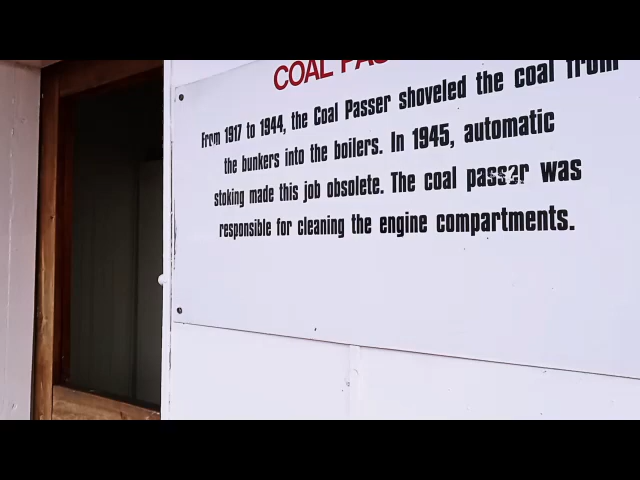 COAL PAS
From 1917 to 1944, the Coal Passer shoveled the coal from
the bunkers into the boilers. In 1945, automatic
stoking made this job obsolete. The coal passer was
responsible for cleaning the engine compartments.